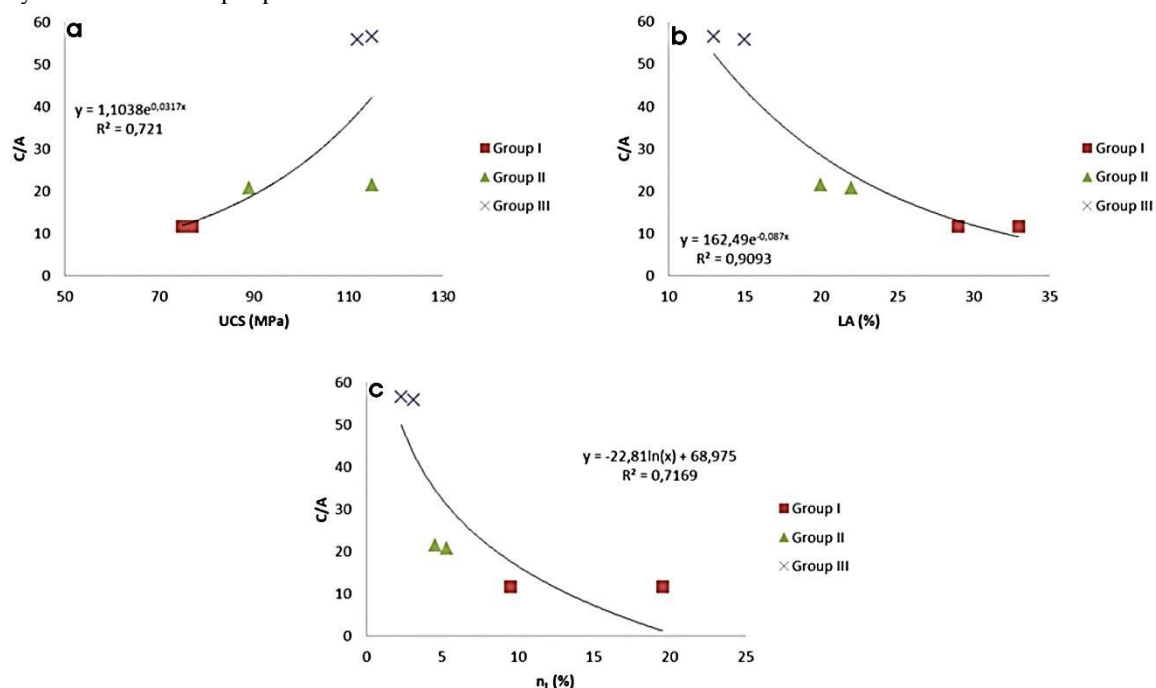 a
60
50
40
30
20
10
0
C/A
y = 1,1038e^0,0317x
R² = 0,721
50 70 90 110 130
UCS (MPa)
Group I
Group II
Group III
b
60
50
40
30
20
10
0
C/A
y = 162,49e^-0,087x
R² = 0,9093
10 15 20 25 30 35
LA (%)
Group I
Group II
Group III
c
60
50
40
30
20
10
0
C/A
y = -22,81ln(x) + 68,975
R² = 0,7169
0 5 10 15 20 25
nt (%)
Group I
Group II
Group III